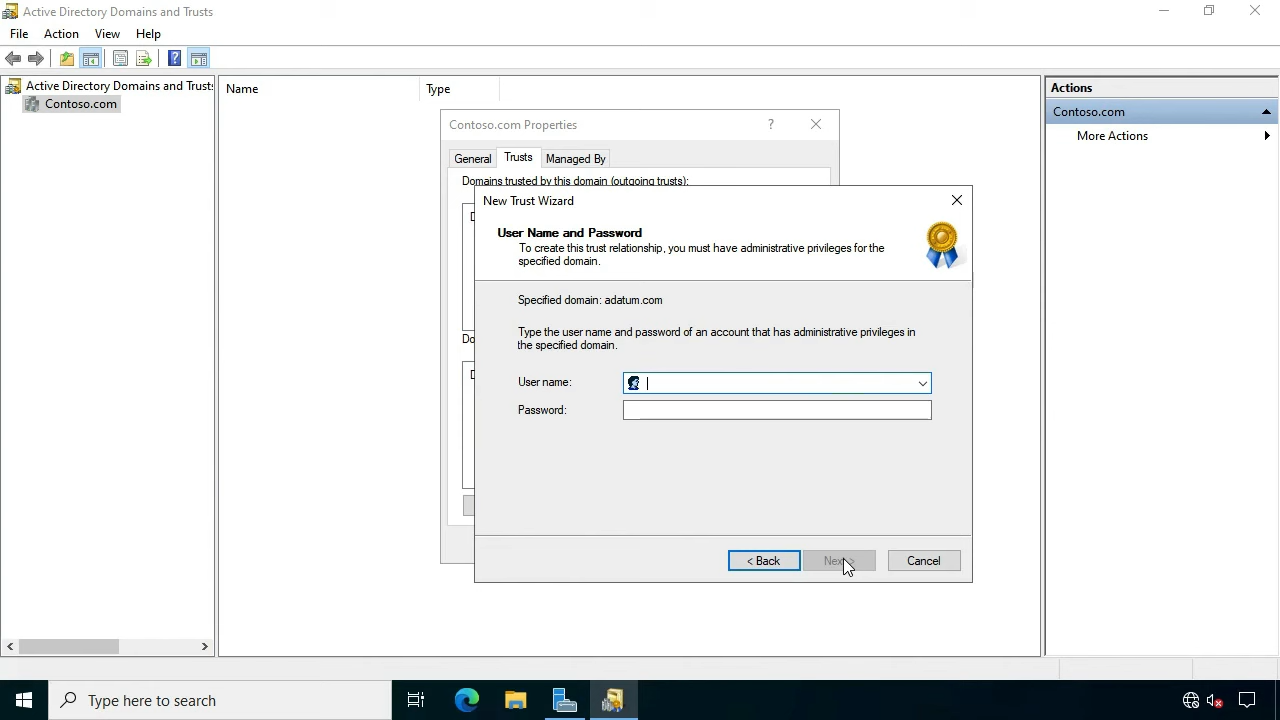 Active Directory Domains and Trusts
File Action View Help
Active Directory Domains and Trusts
Contoso.com
Name Type
Actions
Contoso.com
More Actions
Contoso.com Properties
?
General Trusts Managed By
Domains trusted by this domain (outgoing trusts):
New Trust Wizard
User Name and Password
To create this trust relationship, you must have administrative privileges for the
specified domain.
Specified domain: adatum.com
Type the user name and password of an account that has administrative privileges in
the specified domain.
User name:
Password:
< Back Next > Cancel
Type here to search